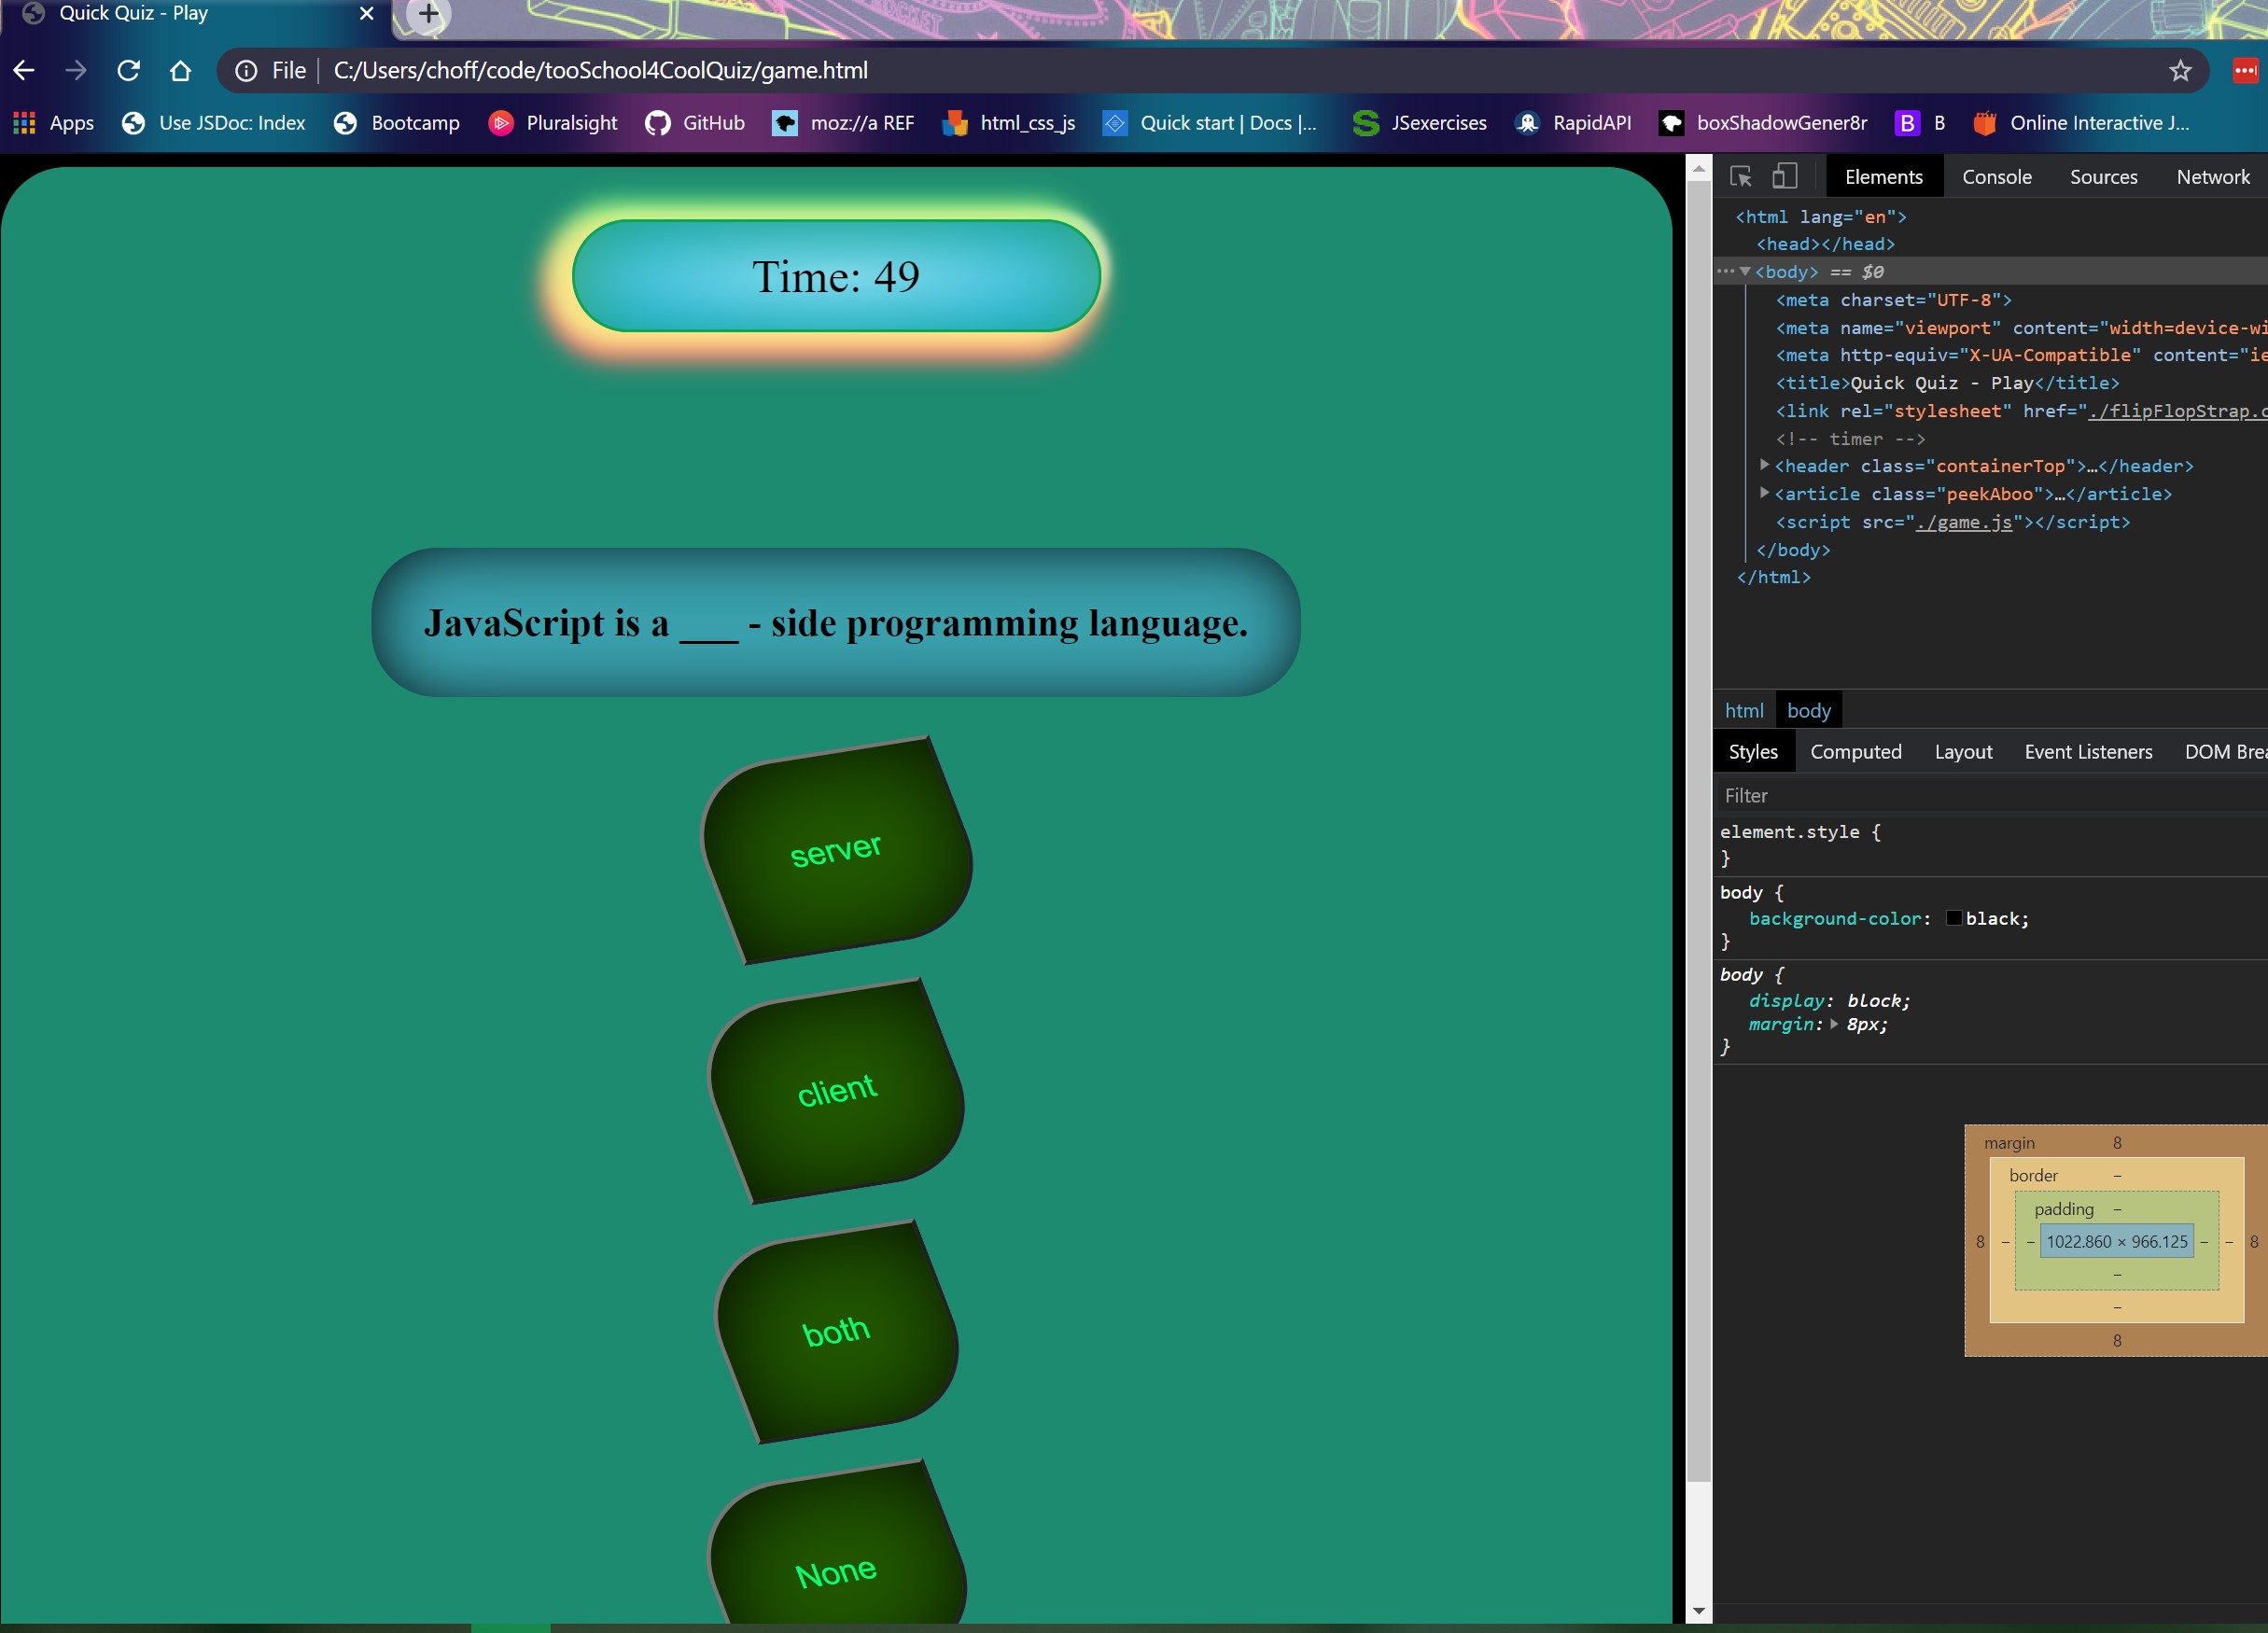 Quick Quiz - Play
File C:/Users/choff/code/tooSchool4CoolQuiz/game.html
Apps Use JSDoc: Index Bootcamp Pluralsight GitHub moz://a REF html_css_js Quick start | Docs |... JSexercises RapidAPI boxShadowGener8r B B Online Interactive J...
ROCKET
Time: 49
JavaScript is a ___ - side programming language.
server
client
both
None
Elements Console Sources Network
<html lang="en">
<head></head>
<body> == $0
<meta charset="UTF-8">
<meta name="viewport" content="width=device-wi
<meta http-equiv="X-UA-Compatible" content="ie
<title>Quick Quiz - Play</title>
<link rel="stylesheet" href="./flipFlopStrap.c
<!-- timer -->
<header class="containerTop">…</header>
<article class="peekAboo">…</article>
<script src="./game.js"></script>
</body>
</html>
html body
Styles Computed Layout Event Listeners DOM Brea
Filter
element.style {
}
body {
background-color: black;
}
body {
display: block;
margin: 8px;
}
margin 8
border –
padding –
8 – – 1022.860 × 966.125 – – 8
–
–
8